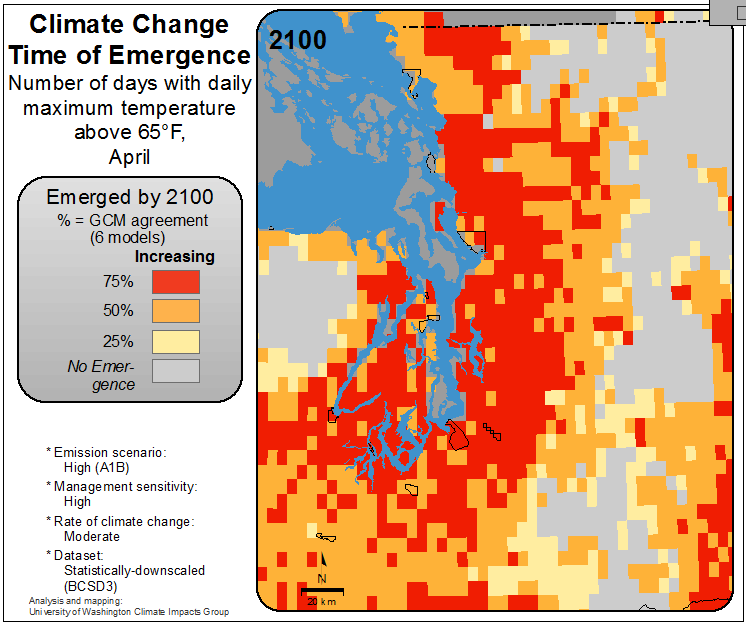 Climate Change
Time of Emergence
Number of days with daily
maximum temperature
above 65°F,
April
Emerged by 2100
% = GCM agreement
(6 models)
Increasing
75%
50%
25%
No Emer-
gence
* Emission scenario:
High (A1B)
* Management sensitivity:
High
* Rate of climate change:
Moderate
* Dataset:
Statistically-downscaled
(BCSD3)
Analysis and mapping:
University of Washington Climate Impacts Group
2100
N
20 km